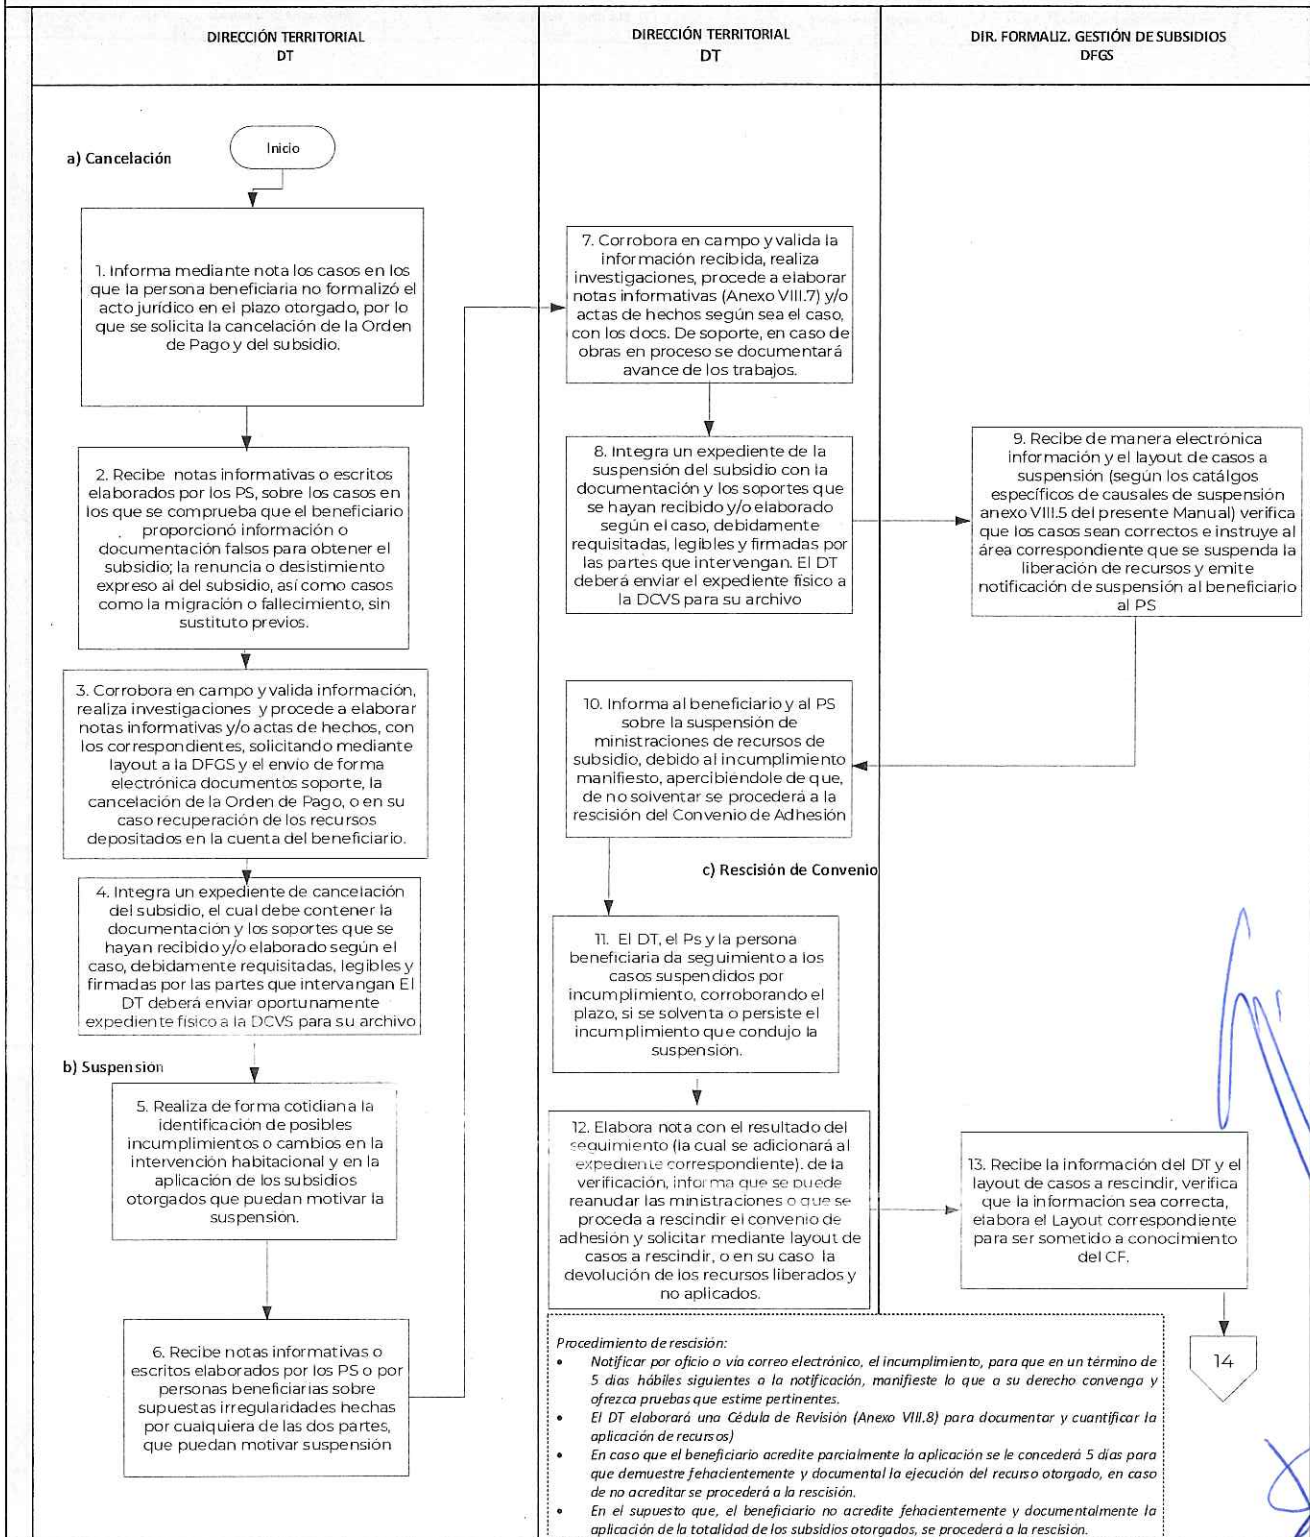 DIRECCIÓN TERRITORIAL
DT
DIRECCIÓN TERRITORIAL
DT
DIR. FORMALIZ. GESTIÓN DE SUBSIDIOS
DFGS
a) Cancelación
Inicio
1. Informa mediante nota los casos en los
que la persona beneficiaria no formalizó el
acto jurídico en el plazo otorgado, por lo
que se solicita la cancelación de la Orden
de Pago y del subsidio.
2. Recibe notas informativas o escritos
elaborados por los PS, sobre los casos en
los que se comprueba que el beneficiario
proporcionó información o
documentación falsos para obtener el
subsidio; la renuncia o desistimiento
expreso al del subsidio, así como casos
como la migración o fallecimiento, sin
sustituto previos.
3. Corrobora en campo y valida información,
realiza investigaciones y procede a elaborar
notas informativas y/o actas de hechos, con
los correspondientes, solicitando mediante
layout a la DFGS y el envío de forma
electrónica documentos soporte, la
cancelación de la Orden de Pago, o en su
caso recuperación de los recursos
depositados en la cuenta del beneficiario.
4. Integra un expediente de cancelación
del subsidio, el cual debe contener la
documentación y los soportes que se
hayan recibido y/o elaborado según el
caso, debidamente requisitadas, legibles y
firmadas por las partes que intervengan El
DT deberá enviar oportunamente
expediente físico a la DCVS para su archivo
b) Suspensión
5. Realiza de forma cotidiana la
identificación de posibles
incumplimientos o cambios en la
intervención habitacional y en la
aplicación de los subsidios
otorgados que puedan motivar la
suspensión.
6. Recibe notas informativas o
escritos elaborados por los PS o por
personas beneficiarias sobre
supuestas irregularidades hechas
por cualquiera de las dos partes,
que puedan motivar suspensión
7. Corrobora en campo y valida la
información recibida, realiza
investigaciones, procede a elaborar
notas informativas (Anexo VIII.7) y/o
actas de hechos según sea el caso,
con los docs. De soporte, en caso de
obras en proceso se documentará
avance de los trabajos.
8. Integra un expediente de la
suspensión del subsidio con la
documentación y los soportes que
se hayan recibido y/o elaborado
según el caso, debidamente
requisitadas, legibles y firmadas por
las partes que intervengan. El DT
deberá enviar el expediente físico a
la DCVS para su archivo
9. Recibe de manera electrónica
información y el layout de casos a
suspensión (según los catálgos
específicos de causales de suspensión
anexo VIII.5 del presente Manual) verifica
que los casos sean correctos e instruye al
área correspondiente que se suspenda la
liberación de recursos y emite
notificación de suspensión al beneficiario
al PS
10. Informa al beneficiario y al PS
sobre la suspensión de
ministraciones de recursos de
subsidio, debido al incumplimiento
manifiesto, apercibiéndole de que,
de no solventar se procederá a la
rescisión del Convenio de Adhesión
c) Rescisión de Convenio
11. El DT, el Ps y la persona
beneficiaria da seguimiento a los
casos suspendidos por
incumplimiento, corroborando el
plazo, si se solventa o persiste el
incumplimiento que condujo la
suspensión.
12. Elabora nota con el resultado del
seguimiento (la cual se adicionará al
expediente correspondiente). de la
verificación, informa que se puede
reanudar las ministraciones o que se
proceda a rescindir el convenio de
adhesión y solicitar mediante layout de
casos a rescindir, o en su caso la
devolución de los recursos liberados y
no aplicados.
13. Recibe la información del DT y el
layout de casos a rescindir, verifica
que la información sea correcta,
elabora el Layout correspondiente
para ser sometido a conocimiento
del CF.
14
Procedimiento de rescisión:
• Notificar por oficio o vía correo electrónico, el incumplimiento, para que en un término de
5 días hábiles siguientes a la notificación, manifieste lo que a su derecho convenga y
ofrezca pruebas que estime pertinentes.
• El DT elaborará una Cédula de Revisión (Anexo VIII.8) para documentar y cuantificar la
aplicación de recursos)
• En caso que el beneficiario acredite parcialmente la aplicación se le concederá 5 días para
que demuestre fehacientemente y documental la ejecución del recurso otorgado, en caso
de no acreditar se procederá a la rescisión.
• En el supuesto que, el beneficiario no acredite fehacientemente y documentalmente la
aplicación de la totalidad de los subsidios otorgados, se procederá a la rescisión.